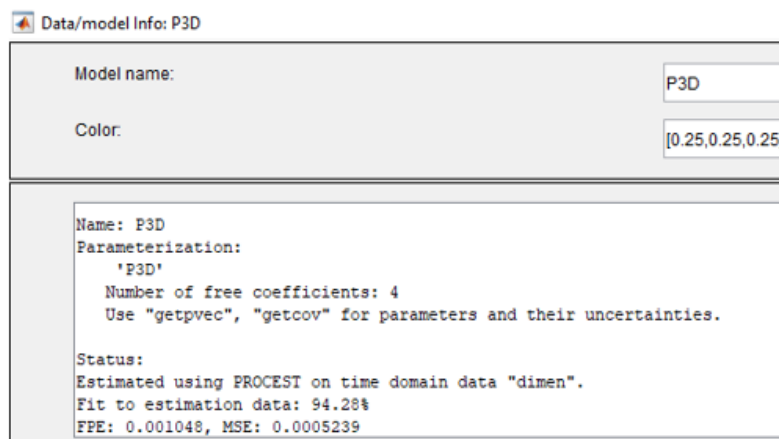 Data/model Info: P3D
Model name:
P3D
Color:
[0.25,0.25,0.25
Name: P3D
Parameterization:
'P3D'
Number of free coefficients: 4
Use "getpvec", "getcov" for parameters and their uncertainties.
Status:
Estimated using PROCEST on time domain data "dimen".
Fit to estimation data: 94.28%
FPE: 0.001048, MSE: 0.0005239